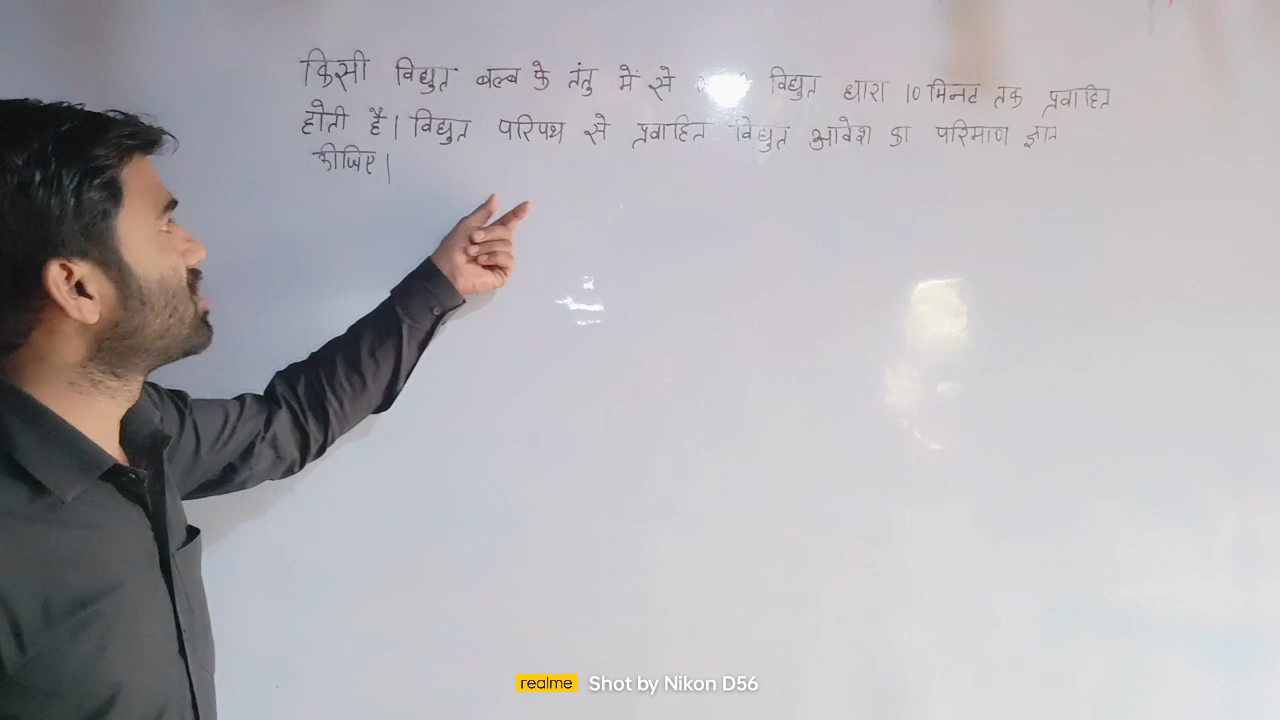 किसी विद्युत बल्ब के तंतु में से विद्युत धारा 10 मिनट तक प्रवाहित
होती है। विद्युत परिपथ से प्रवाहित विद्युत आवेश का परिमाण ज्ञात
कीजिए।
realme Shot by Nikon D56